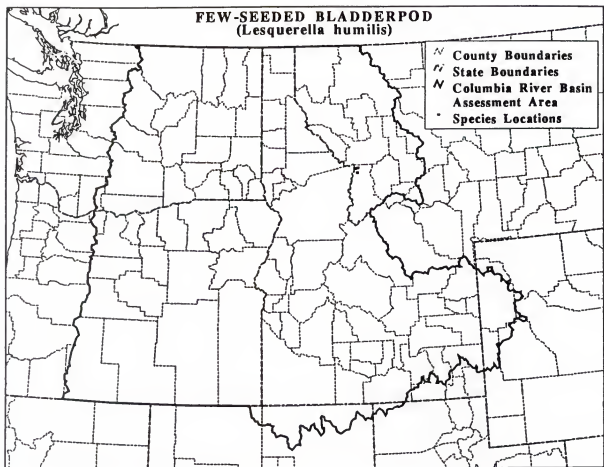 FEW-SEEDED BLADDERPOD
(Lesquerella humilis)
County Boundaries
State Boundaries
Columbia River Basin
Assessment Area
Species Locations